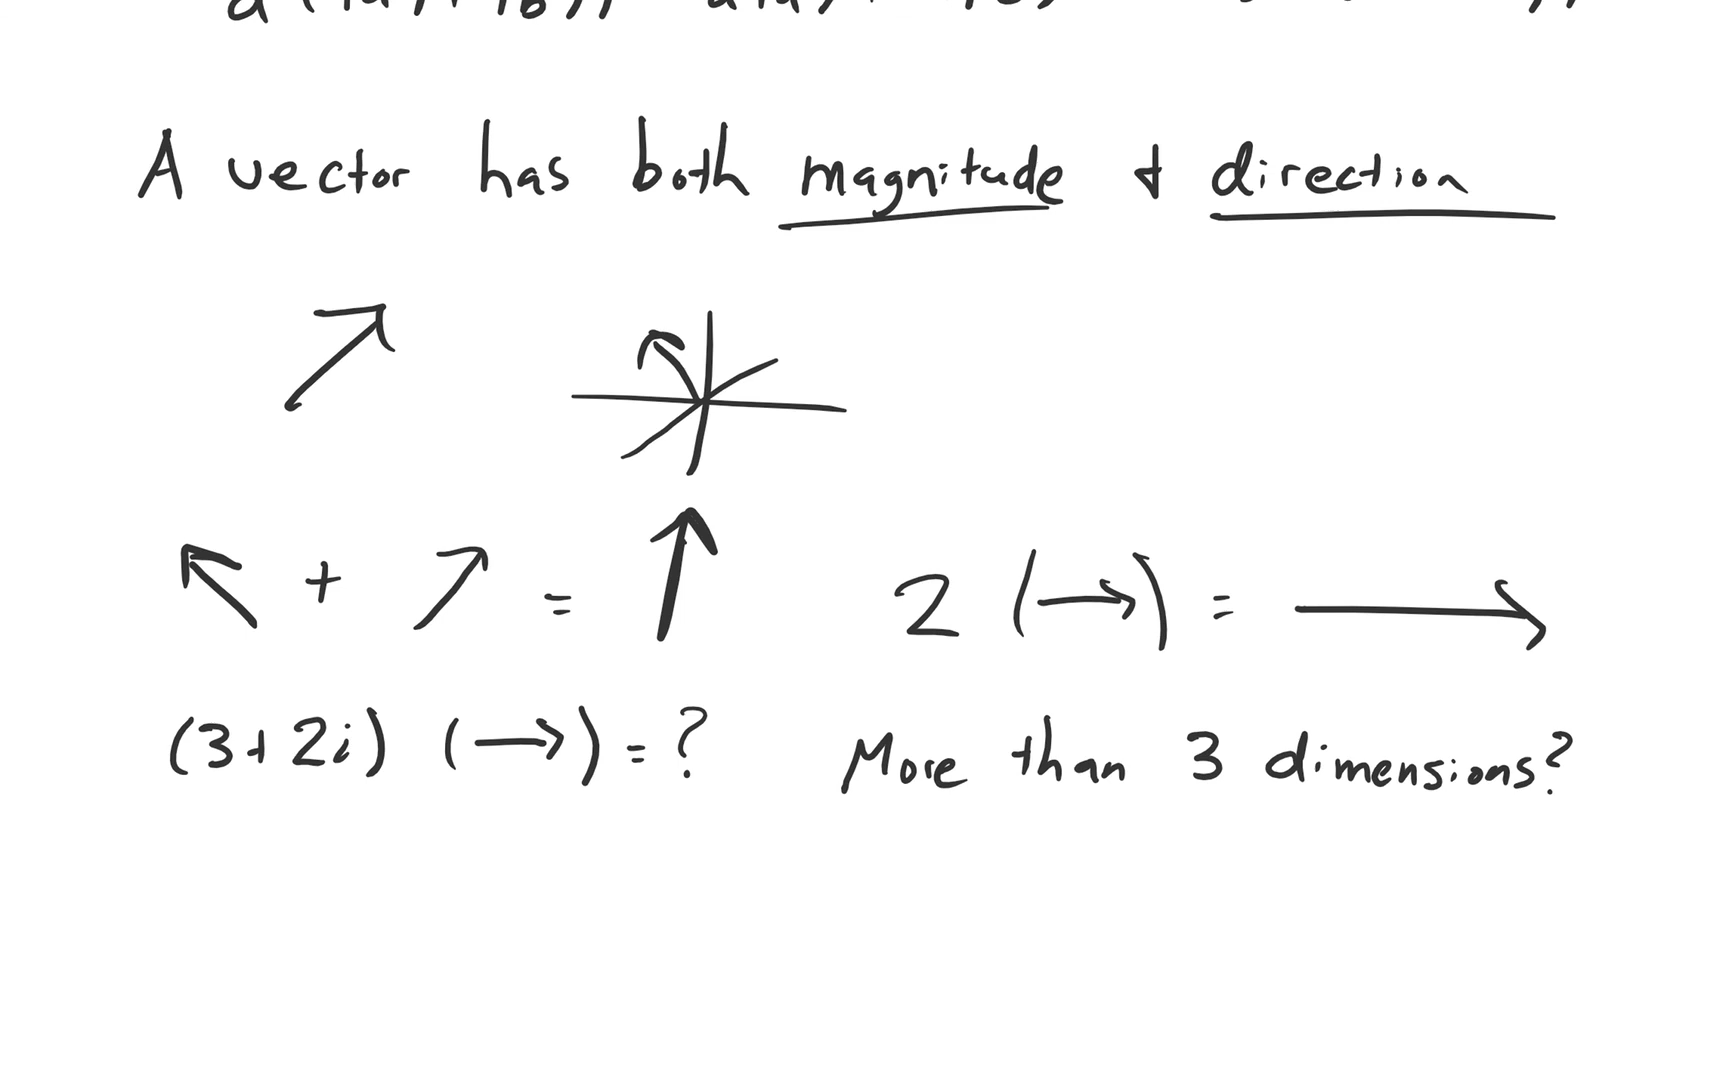 A vector has both magnitude & direction
↖ + ↗ = ↑ 2 (→) = ⟶
(3+2i) (→) = ? More than 3 dimensions?